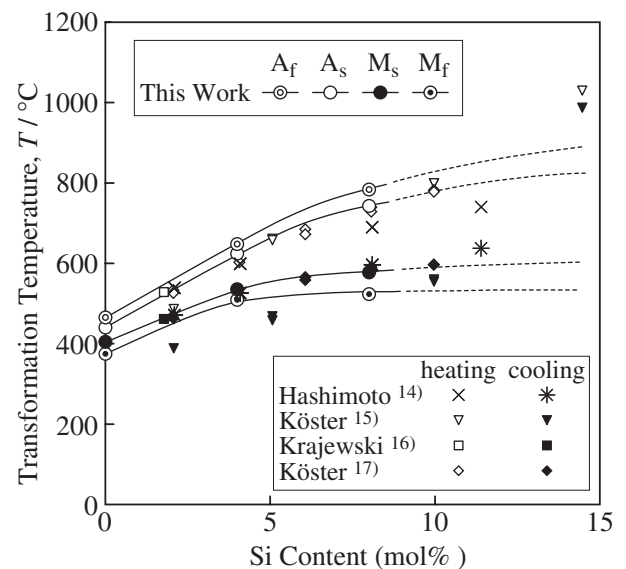 1200
1000
800
600
400
200
0
Transformation Temperature, T / °C
A_f A_s M_s M_f
This Work
heating cooling
Hashimoto 14)
Köster 15)
Krajewski 16)
Köster 17)
0 5 10 15
Si Content (mol% )